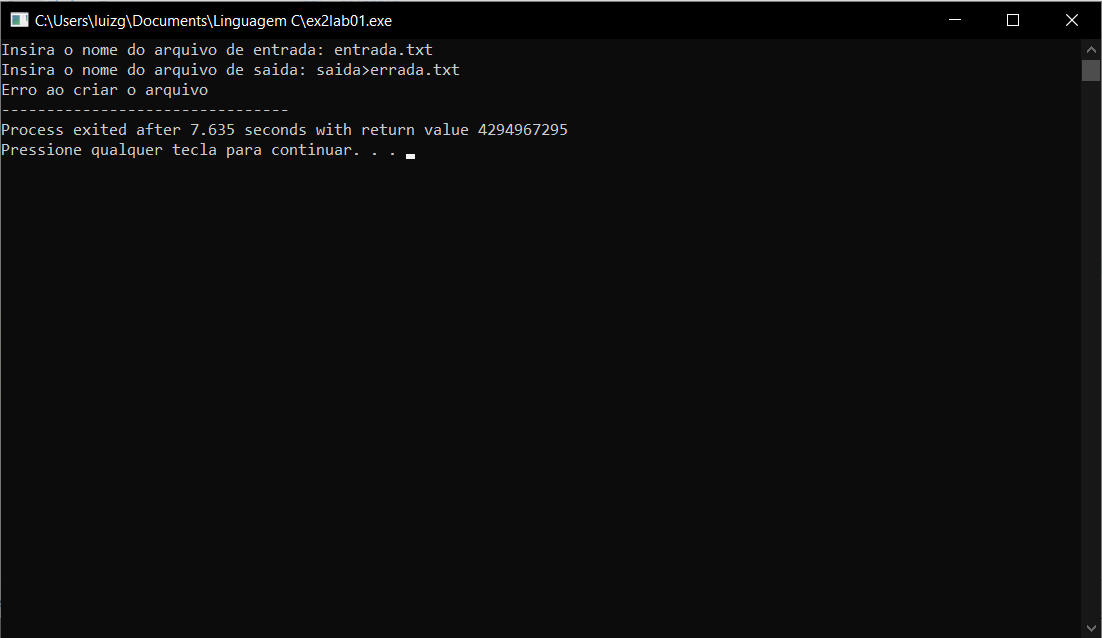 C:\Users\luizg\Documents\Linguagem C\ex2lab01.exe
Insira o nome do arquivo de entrada: entrada.txt
Insira o nome do arquivo de saida: saida>errada.txt
Erro ao criar o arquivo
--------------------------------
Process exited after 7.635 seconds with return value 4294967295
Pressione qualquer tecla para continuar. . .